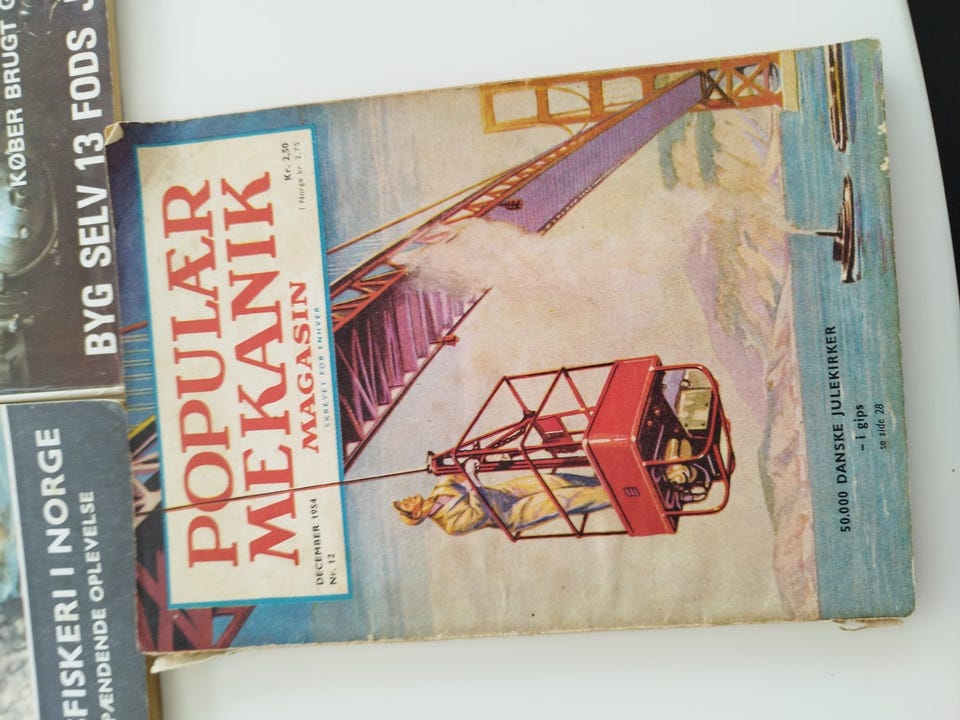 POPULÆR
MEKANIK
MAGASIN
SKREVET FOR ENHVER
DECEMBER 1954
Nr. 12
Kr. 2,50
I Norge kr. 2,75
50.000 DANSKE JULEKIRKER
– i gips
se side 28
KØBER BRUGT
BYG SELV 13 FODS
FISKERI I NORGE
SPÆNDENDE OPLEVELSE